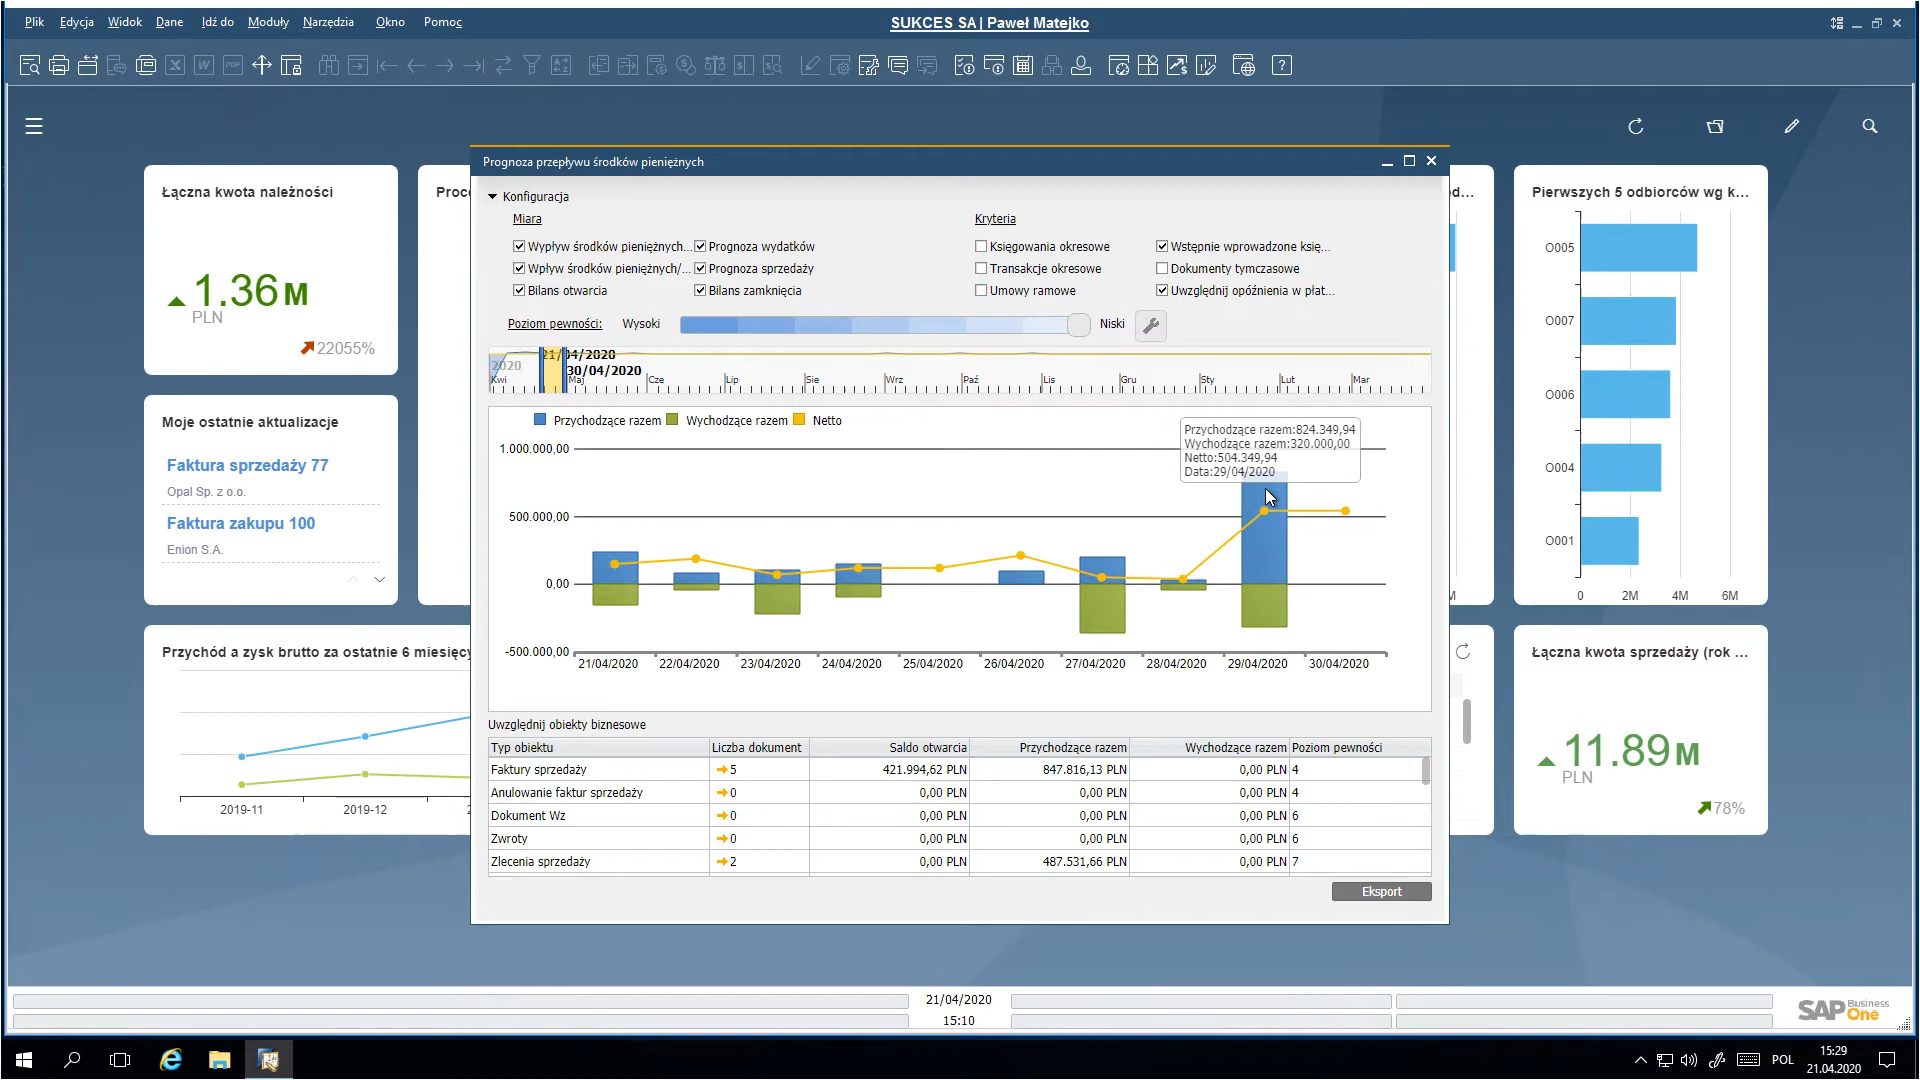 Plik Edycja Widok Dane Idź do Moduły Narzędzia Okno Pomoc
SUKCES SA | Paweł Matejko
Łączna kwota należności
1.36 M
PLN
22055%
Moje ostatnie aktualizacje
Faktura sprzedaży 77
Opal Sp. z o.o.
Faktura zakupu 100
Enion S.A.
Przychód a zysk brutto za ostatnie 6 miesięcy
2019-11 2019-12
Prognoza przepływu środków pieniężnych
Konfiguracja
Miara Kryteria
Wypływ środków pieniężnych... Prognoza wydatków Księgowania okresowe Wstępnie wprowadzone księ...
Wpływ środków pieniężnych/... Prognoza sprzedaży Transakcje okresowe Dokumenty tymczasowe
Bilans otwarcia Bilans zamknięcia Umowy ramowe Uwzględnij opóźnienia w płat...
Poziom pewności: Wysoki Niski
21/04/2020
2020 30/04/2020
Kwi Maj Cze Lip Sie Wrz Paź Lis Gru Sty Lut Mar
Przychodzące razem Wychodzące razem Netto
Przychodzące razem:824.349,94
Wychodzące razem:320.000,00
Netto:504.349,94
Data:29/04/2020
1.000.000,00
500.000,00
0,00
-500.000,00
21/04/2020 22/04/2020 23/04/2020 24/04/2020 25/04/2020 26/04/2020 27/04/2020 28/04/2020 29/04/2020 30/04/2020
Uwzględnij obiekty biznesowe
Typ obiektu Liczba dokument Saldo otwarcia Przychodzące razem Wychodzące razem Poziom pewności
Faktury sprzedaży 5 421.994,62 PLN 847.816,13 PLN 0,00 PLN 4
Anulowanie faktur sprzedaży 0 0,00 PLN 0,00 PLN 0,00 PLN 4
Dokument Wz 0 0,00 PLN 0,00 PLN 0,00 PLN 6
Zwroty 0 0,00 PLN 0,00 PLN 0,00 PLN 6
Zlecenia sprzedaży 2 0,00 PLN 487.531,66 PLN 0,00 PLN 7
Eksport
Pierwszych 5 odbiorców wg k...
O005
O007
O006
O004
O001
0 2M 4M 6M
Łączna kwota sprzedaży (rok ...
11.89 M
PLN
78%
21/04/2020
15:10
SAP Business One
POL
15:29
21.04.2020